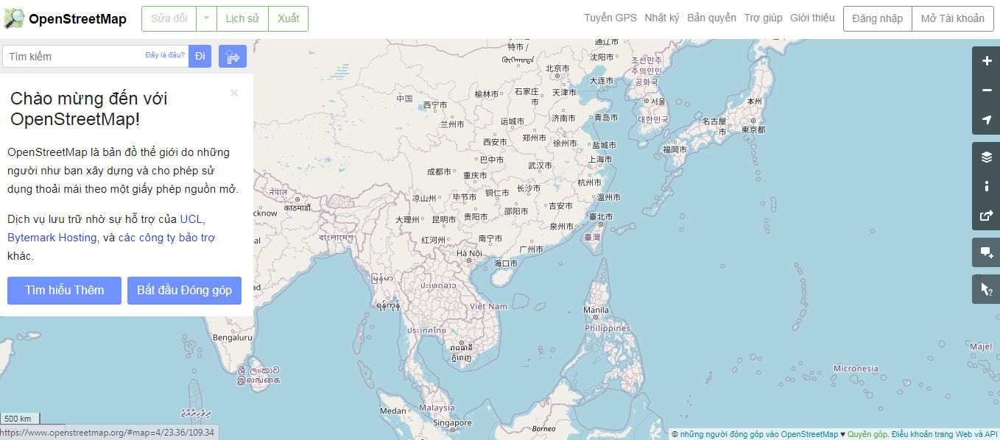 OpenStreetMap
Sửa đổi
Lịch sử
Xuất
Tuyến GPS
Nhật ký
Bản quyền
Trợ giúp
Giới thiệu
Đăng nhập
Mở Tài khoản
Tìm kiếm
Đây là đâu?
Đi
Chào mừng đến với
OpenStreetMap!
×
OpenStreetMap là bản đồ thế giới do những
người như bạn xây dựng và cho phép sử
dụng thoải mái theo một giấy phép nguồn mở.
Dịch vụ lưu trữ nhờ sự hỗ trợ của UCL,
Bytemark Hosting, và các công ty bảo trợ
khác.
Tìm hiểu Thêm
Bắt đầu Đóng góp
特市 /
通辽市
沈阳市
北京市
조선민주
주의인민
공화국
大连市
中国
榆林市
石家庄
市
天津市
서울
本州
西宁市
兰州市
运城市
济南市
青岛市
대한민국
名古屋
市
東京都
西安市
郑州市
徐州市
盐城市
福岡市
巴中市
上海市
成都市
重庆市
武汉市
杭州市
नेपाल
काठमाडौं
cknow
凉山州
毕节市
铜仁市
长沙市
温州市
吉安市
大理州
昆明市
贵阳市
邵阳市
泉州市
臺北市
臺灣
বাংলাদেশ
al
红河州
南宁市
广州市
Hà Nội
海口市
မြန်မာ
ປະເທດລາວ
ad
ရန်ကုန်
Việt Nam
Manila
Philippines
ประเทศไทย
Bengaluru
រាជធានី
ភ្នំពេញ
Majel
Micronesia
ශ්‍රී ලංකාව
இலங்கை
ދިވެހިރާއްޖެ
Medan
Malaysia
Singapore
Borneo
500 km
https://www.openstreetmap.org/#map=4/23.36/109.34
© những người đóng góp vào OpenStreetMap ♥ Quyên góp. Điều khoản trang Web và API